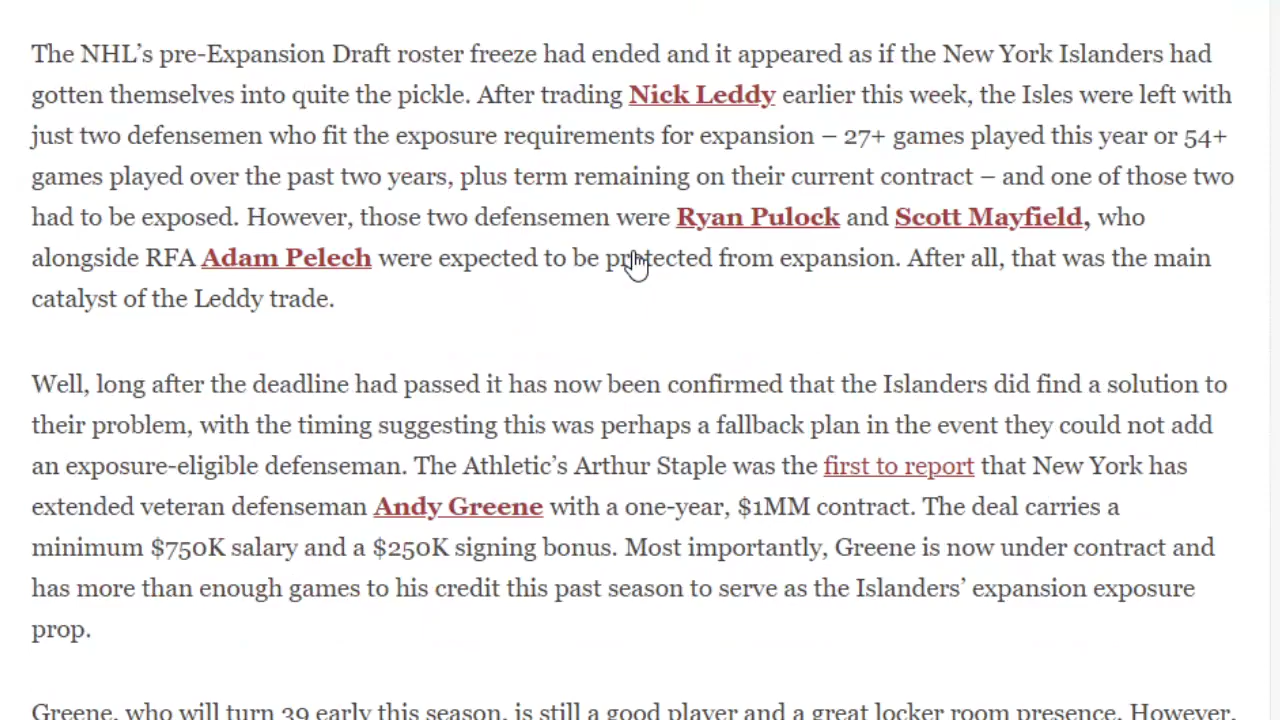 The NHL’s pre-Expansion Draft roster freeze had ended and it appeared as if the New York Islanders had
gotten themselves into quite the pickle. After trading Nick Leddy earlier this week, the Isles were left with
just two defensemen who fit the exposure requirements for expansion – 27+ games played this year or 54+
games played over the past two years, plus term remaining on their current contract – and one of those two
had to be exposed. However, those two defensemen were Ryan Pulock and Scott Mayfield, who
alongside RFA Adam Pelech were expected to be protected from expansion. After all, that was the main
catalyst of the Leddy trade.
Well, long after the deadline had passed it has now been confirmed that the Islanders did find a solution to
their problem, with the timing suggesting this was perhaps a fallback plan in the event they could not add
an exposure-eligible defenseman. The Athletic’s Arthur Staple was the first to report that New York has
extended veteran defenseman Andy Greene with a one-year, $1MM contract. The deal carries a
minimum $750K salary and a $250K signing bonus. Most importantly, Greene is now under contract and
has more than enough games to his credit this past season to serve as the Islanders’ expansion exposure
prop.
Greene, who will turn 39 early this season, is still a good player and a great locker room presence. However,